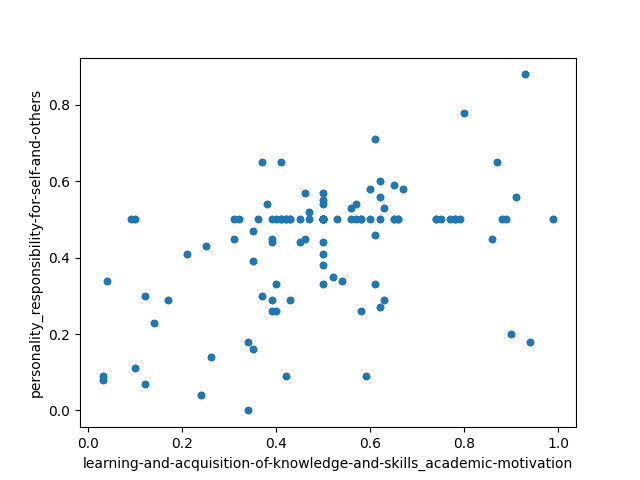 0.8
0.6
0.4
0.2
0.0
personality_responsibility-for-self-and-others
0.0 0.2 0.4 0.6 0.8 1.0
learning-and-acquisition-of-knowledge-and-skills_academic-motivation